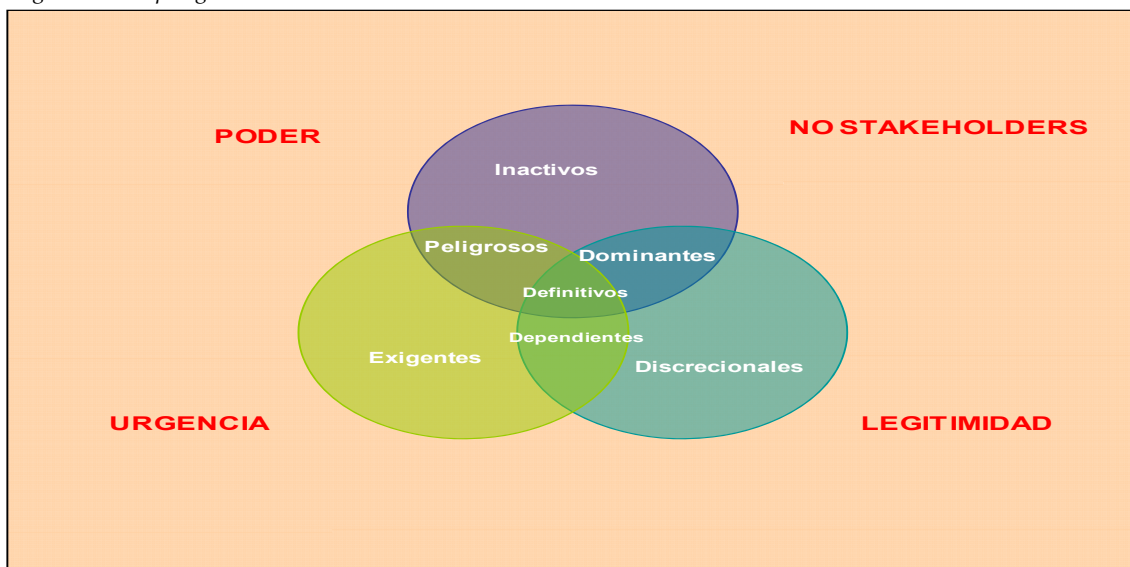 PODER
NO STAKEHOLDERS
Inactivos
Peligrosos
Dominantes
Definitivos
Dependientes
Exigentes
Discrecionales
URGENCIA
LEGITIMIDAD